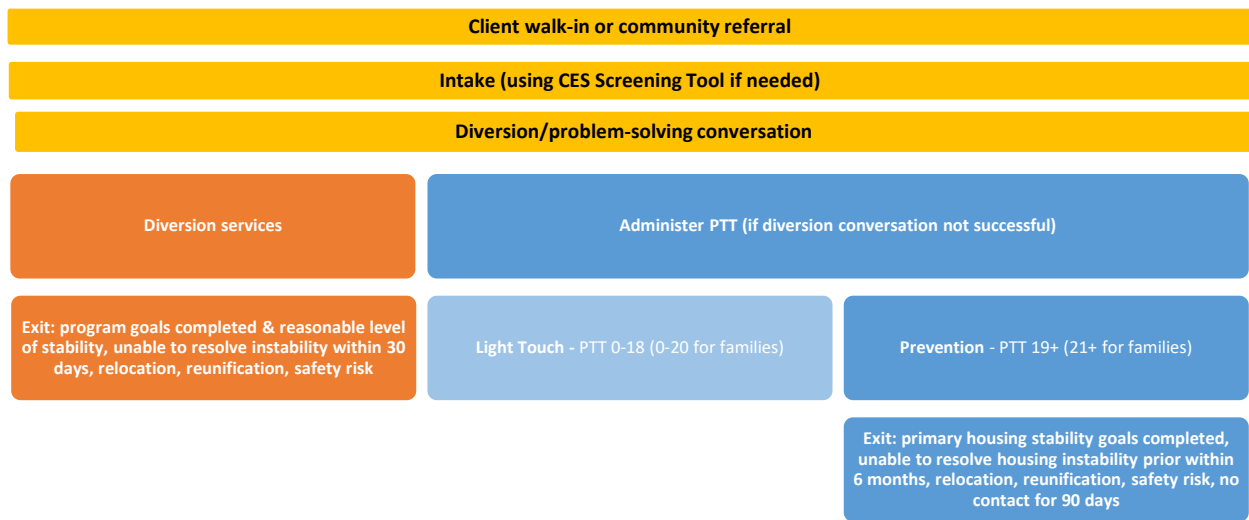 Client walk-in or community referral
Intake (using CES Screening Tool if needed)
Diversion/problem-solving conversation
Diversion services
Administer PTT (if diversion conversation not successful)
Exit: program goals completed & reasonable level
of stability, unable to resolve instability within 30
days, relocation, reunification, safety risk
Light Touch - PTT 0-18 (0-20 for families)
Prevention - PTT 19+ (21+ for families)
Exit: primary housing stability goals completed,
unable to resolve housing instability prior within
6 months, relocation, reunification, safety risk, no
contact for 90 days